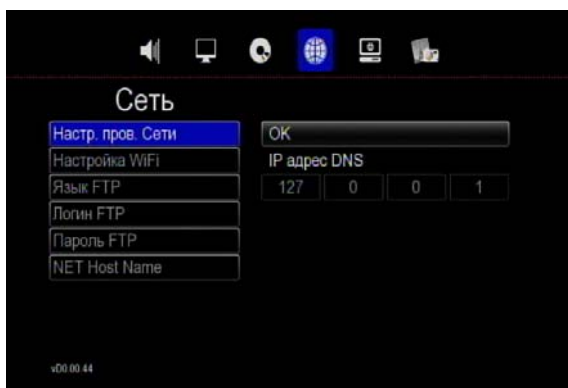 Сеть
Настр. пров. Сети
OK
Настройка WiFi
IP адрес DNS
Язык FTP
127 0 0 1
Логин FTP
Пароль FTP
NET Host Name
vD0.00.44